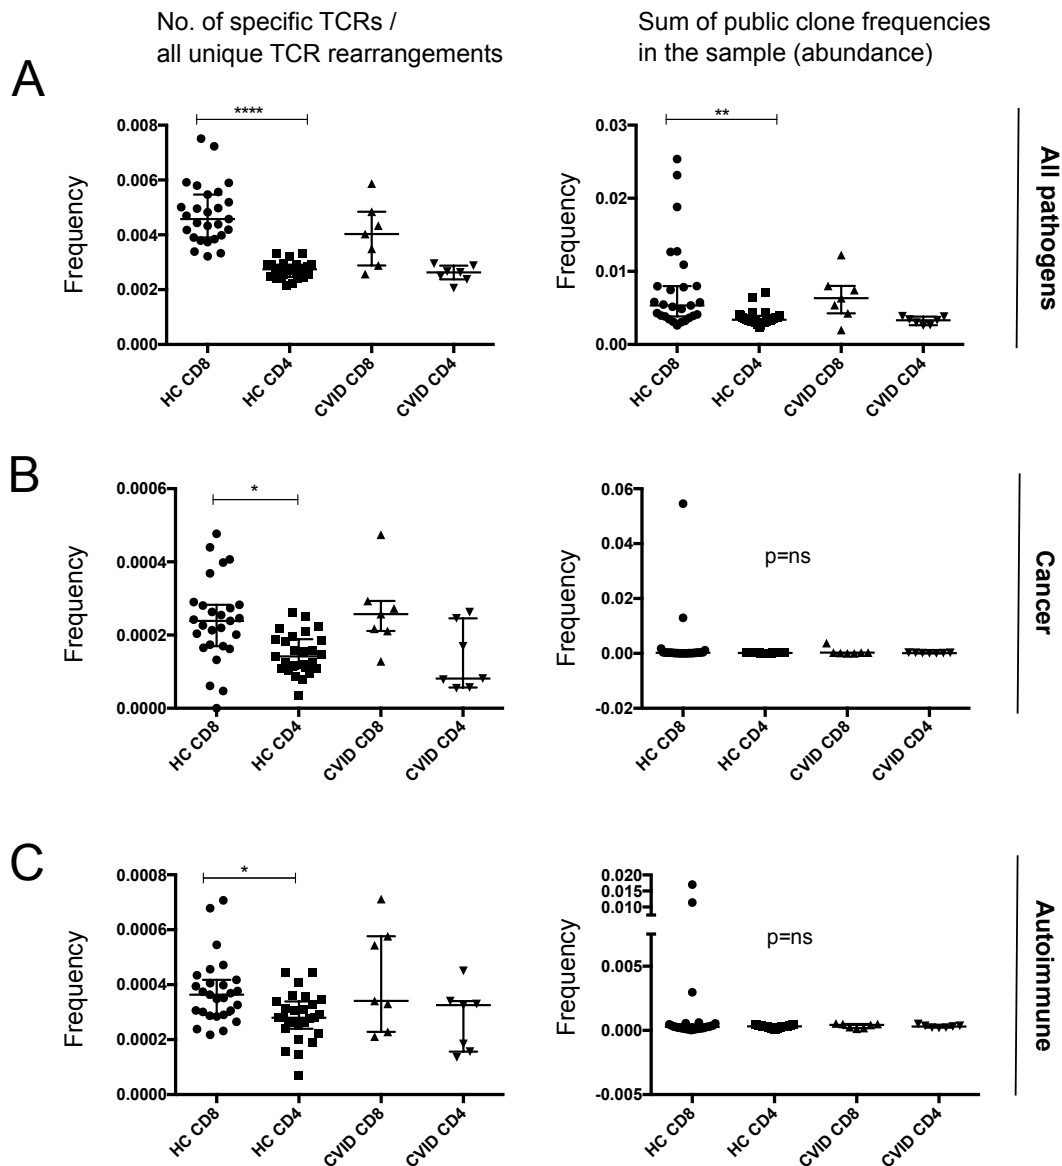 No. of specific TCRs /
all unique TCR rearrangements
Sum of public clone frequencies
in the sample (abundance)
A
Frequency
0.008
0.006
0.004
0.002
0.000
****
HC CD8
HC CD4
CVID CD8
CVID CD4
Frequency
0.03
0.02
0.01
0.00
**
HC CD8
HC CD4
CVID CD8
CVID CD4
All pathogens
B
Frequency
0.0006
0.0004
0.0002
0.0000
*
HC CD8
HC CD4
CVID CD8
CVID CD4
Frequency
0.06
0.04
0.02
0.00
-0.02
p=ns
HC CD8
HC CD4
CVID CD8
CVID CD4
Cancer
C
Frequency
0.0008
0.0006
0.0004
0.0002
0.0000
*
HC CD8
HC CD4
CVID CD8
CVID CD4
Frequency
0.020
0.015
0.010
0.005
0.000
-0.005
p=ns
HC CD8
HC CD4
CVID CD8
CVID CD4
Autoimmune